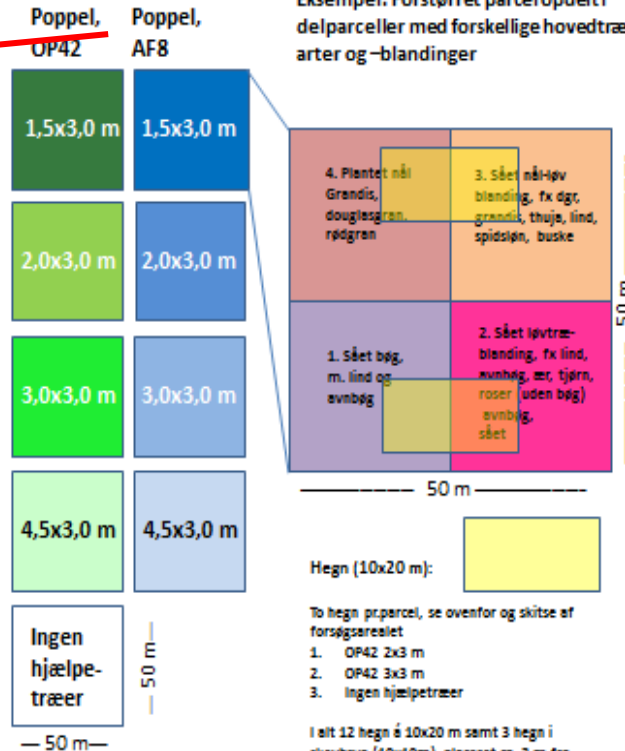 Poppel,
OP42
Poppel,
AF8
1,5x3,0 m
1,5x3,0 m
2,0x3,0 m
2,0x3,0 m
3,0x3,0 m
3,0x3,0 m
4,5x3,0 m
4,5x3,0 m
Ingen
hjælpe-
træer
50 m
50 m
delparceller med forskellige hovedtræ
arter og –blandinger
4. Plantet nål
Grandis,
douglasgran,
rødgran
3. Sået nål-løv
blanding, fx dgr,
grandis, thuja, lind,
spidsløn, buske
1. Sået bøg,
m. lind og
avnbøg
2. Sået løvtræ-
blanding, fx lind,
avnbøg, ær, tjørn,
roser (uden bøg)
avnbøg,
sået
50 m
50 m
Hegn (10x20 m):
To hegn pr.parcel, se ovenfor og skitse af
forsøgsarealet
1. OP42 2x3 m
2. OP42 3x3 m
3. Ingen hjælpetræer
I alt 12 hegn á 10x20 m samt 3 hegn i